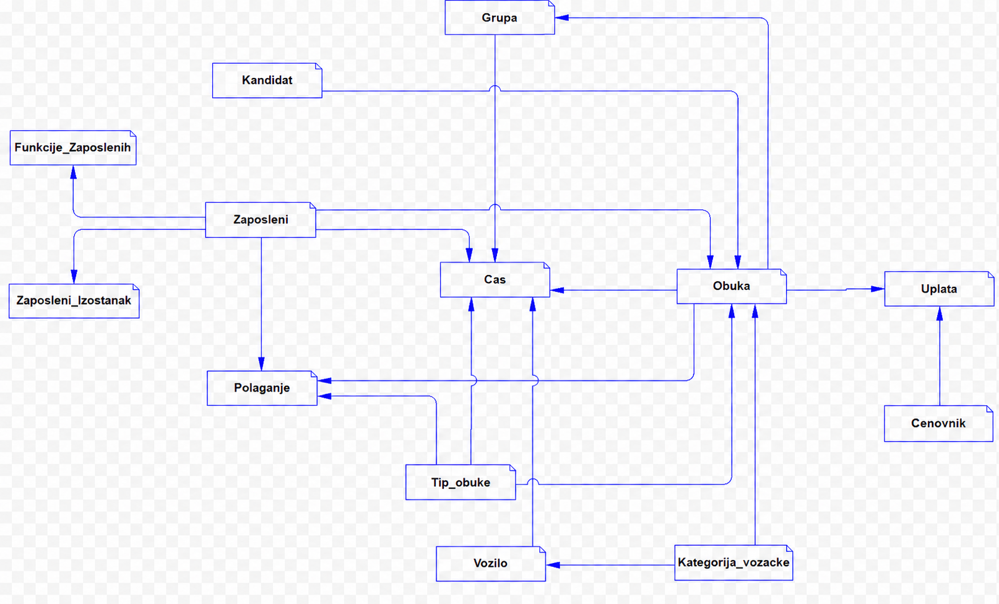 Grupa
Kandidat
Funkcije_Zaposlenih
Zaposleni
Cas
Obuka
Uplata
Zaposleni_Izostanak
Polaganje
Cenovnik
Tip_obuke
Vozilo
Kategorija_vozacke